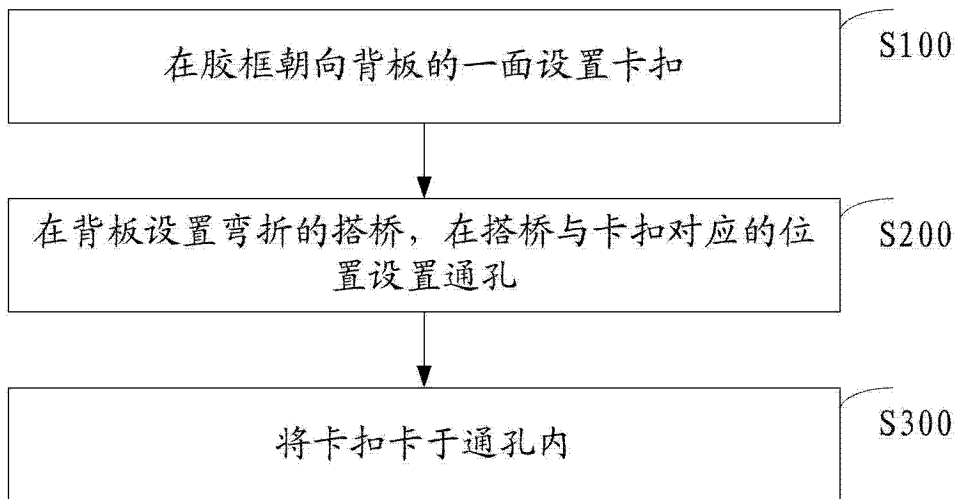 在胶框朝向背板的一面设置卡扣
S100
在背板设置弯折的搭桥，在搭桥与卡扣对应的位
置设置通孔
S200
将卡扣卡于通孔内
S300